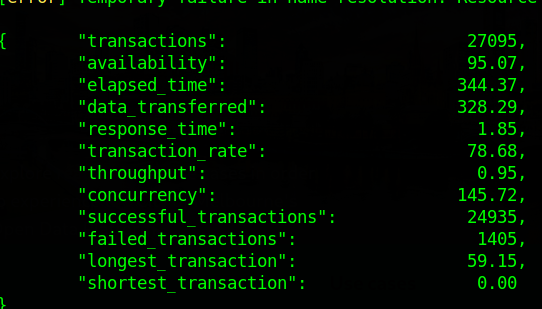 [error] Temporary failure in name resolution: Resource
{ "transactions": 27095,
"availability": 95.07,
"elapsed_time": 344.37,
"data_transferred": 328.29,
"response_time": 1.85,
"transaction_rate": 78.68,
"throughput": 0.95,
"concurrency": 145.72,
"successful_transactions": 24935,
"failed_transactions": 1405,
"longest_transaction": 59.15,
"shortest_transaction": 0.00
}